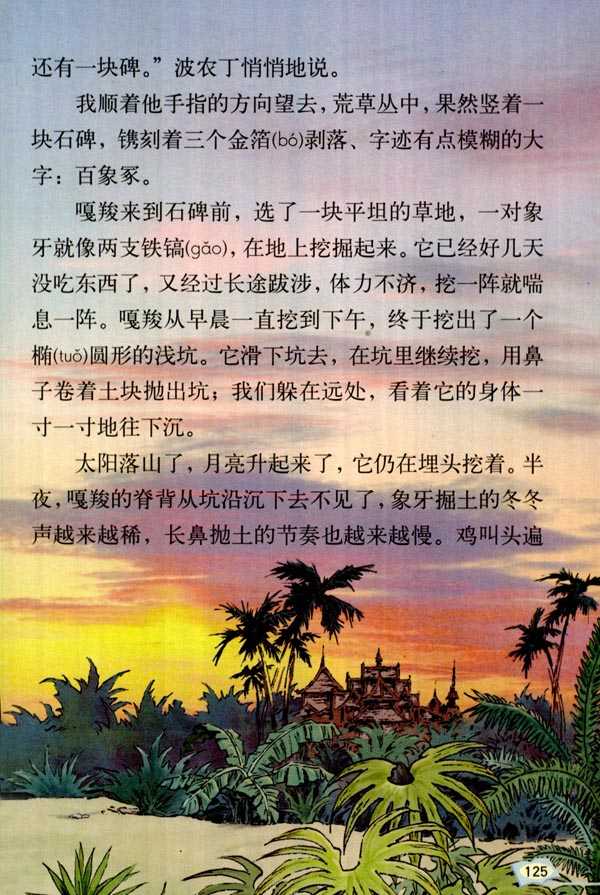 还有一块碑。”波农丁悄悄地说。
我顺着他手指的方向望去，荒草丛中，果然竖着一
块石碑，镌刻着三个金箔(bó)剥落、字迹有点模糊的大
字：百象冢。
嘎羧来到石碑前，选了一块平坦的草地，一对象
牙就像两支铁镐(gǎo)，在地上挖掘起来。它已经好几天
没吃东西了，又经过长途跋涉，体力不济，挖一阵就喘
息一阵。嘎羧从早晨一直挖到下午，终于挖出了一个
椭(tuǒ)圆形的浅坑。它滑下坑去，在坑里继续挖，用鼻
子卷着土块抛出坑；我们躲在远处，看着它的身体一
寸一寸地往下沉。
太阳落山了，月亮升起来了，它仍在埋头挖着。半
夜，嘎羧的脊背从坑沿沉下去不见了，象牙掘土的冬冬
声越来越稀，长鼻抛土的节奏也越来越慢。鸡叫头遍
125